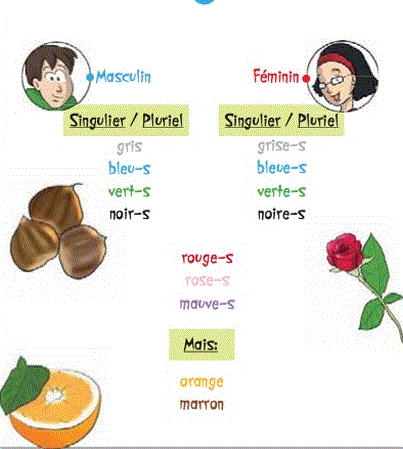 Masculin Féminin
Singulier / Pluriel Singulier / Pluriel
gris grise-s
bleu-s bleue-s
vert-s verte-s
noir-s noire-s
rouge-s
rose-s
mauve-s
Mais:
orange
marron